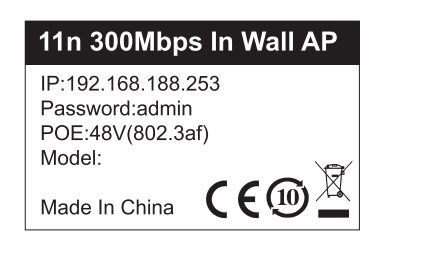 11n 300Mbps In Wall AP
IP:192.168.188.253
Password:admin
POE:48V(802.3af)
Model:
Made In China
CE
10